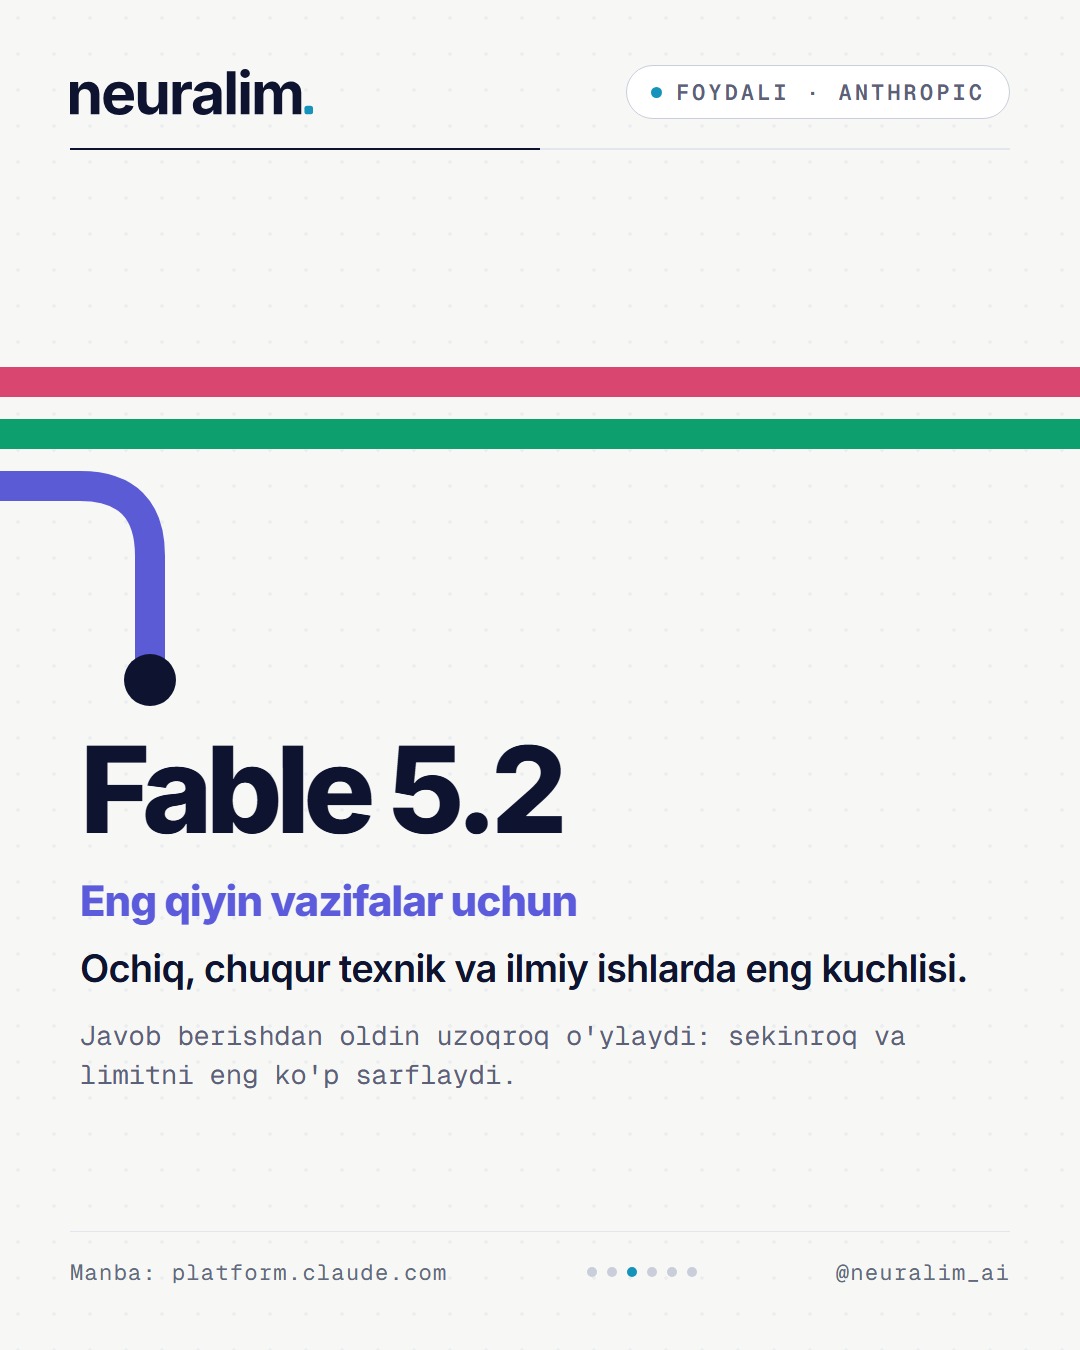 neuralim.
FOYDALI · ANTHROPIC
Fable 5.2
Eng qiyin vazifalar uchun
Ochiq, chuqur texnik va ilmiy ishlarda eng kuchlisi.
Javob berishdan oldin uzoqroq o'ylaydi: sekinroq va
limitni eng ko'p sarflaydi.
Manba: platform.claude.com
@neuralim_ai